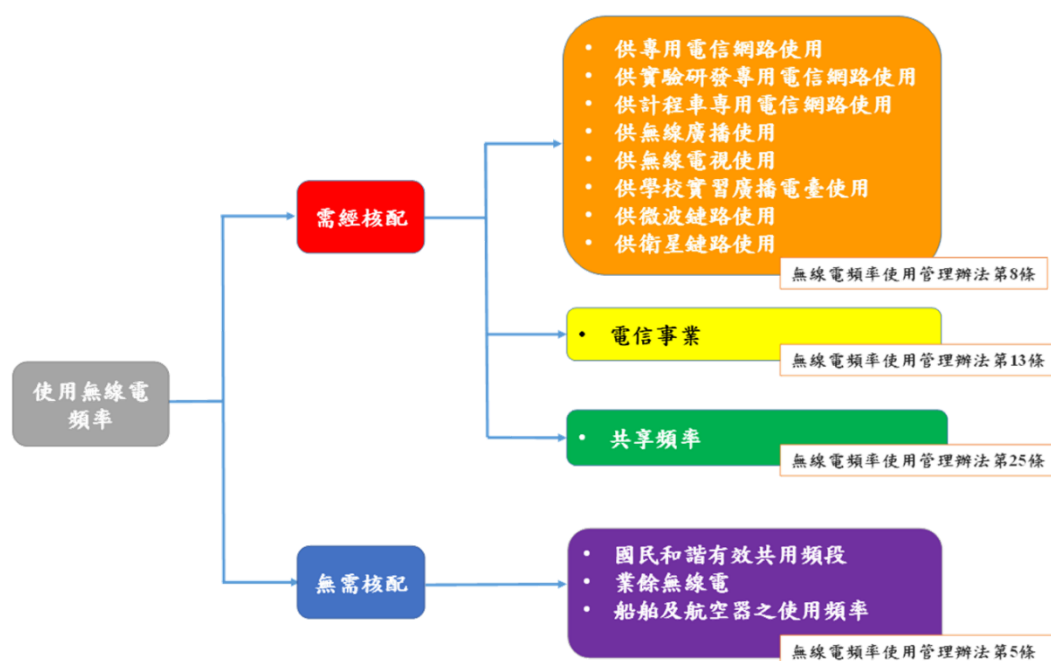 使用無線電
頻率
需經核配
• 供專用電信網路使用
• 供實驗研發專用電信網路使用
• 供計程車專用電信網路使用
• 供無線廣播使用
• 供無線電視使用
• 供學校實習廣播電臺使用
• 供微波鏈路使用
• 供衛星鏈路使用
無線電頻率使用管理辦法第8條
• 電信事業
無線電頻率使用管理辦法第13條
• 共享頻率
無線電頻率使用管理辦法第25條
無需核配
• 國民和諧有效共用頻段
• 業餘無線電
• 船舶及航空器之使用頻率
無線電頻率使用管理辦法第5條